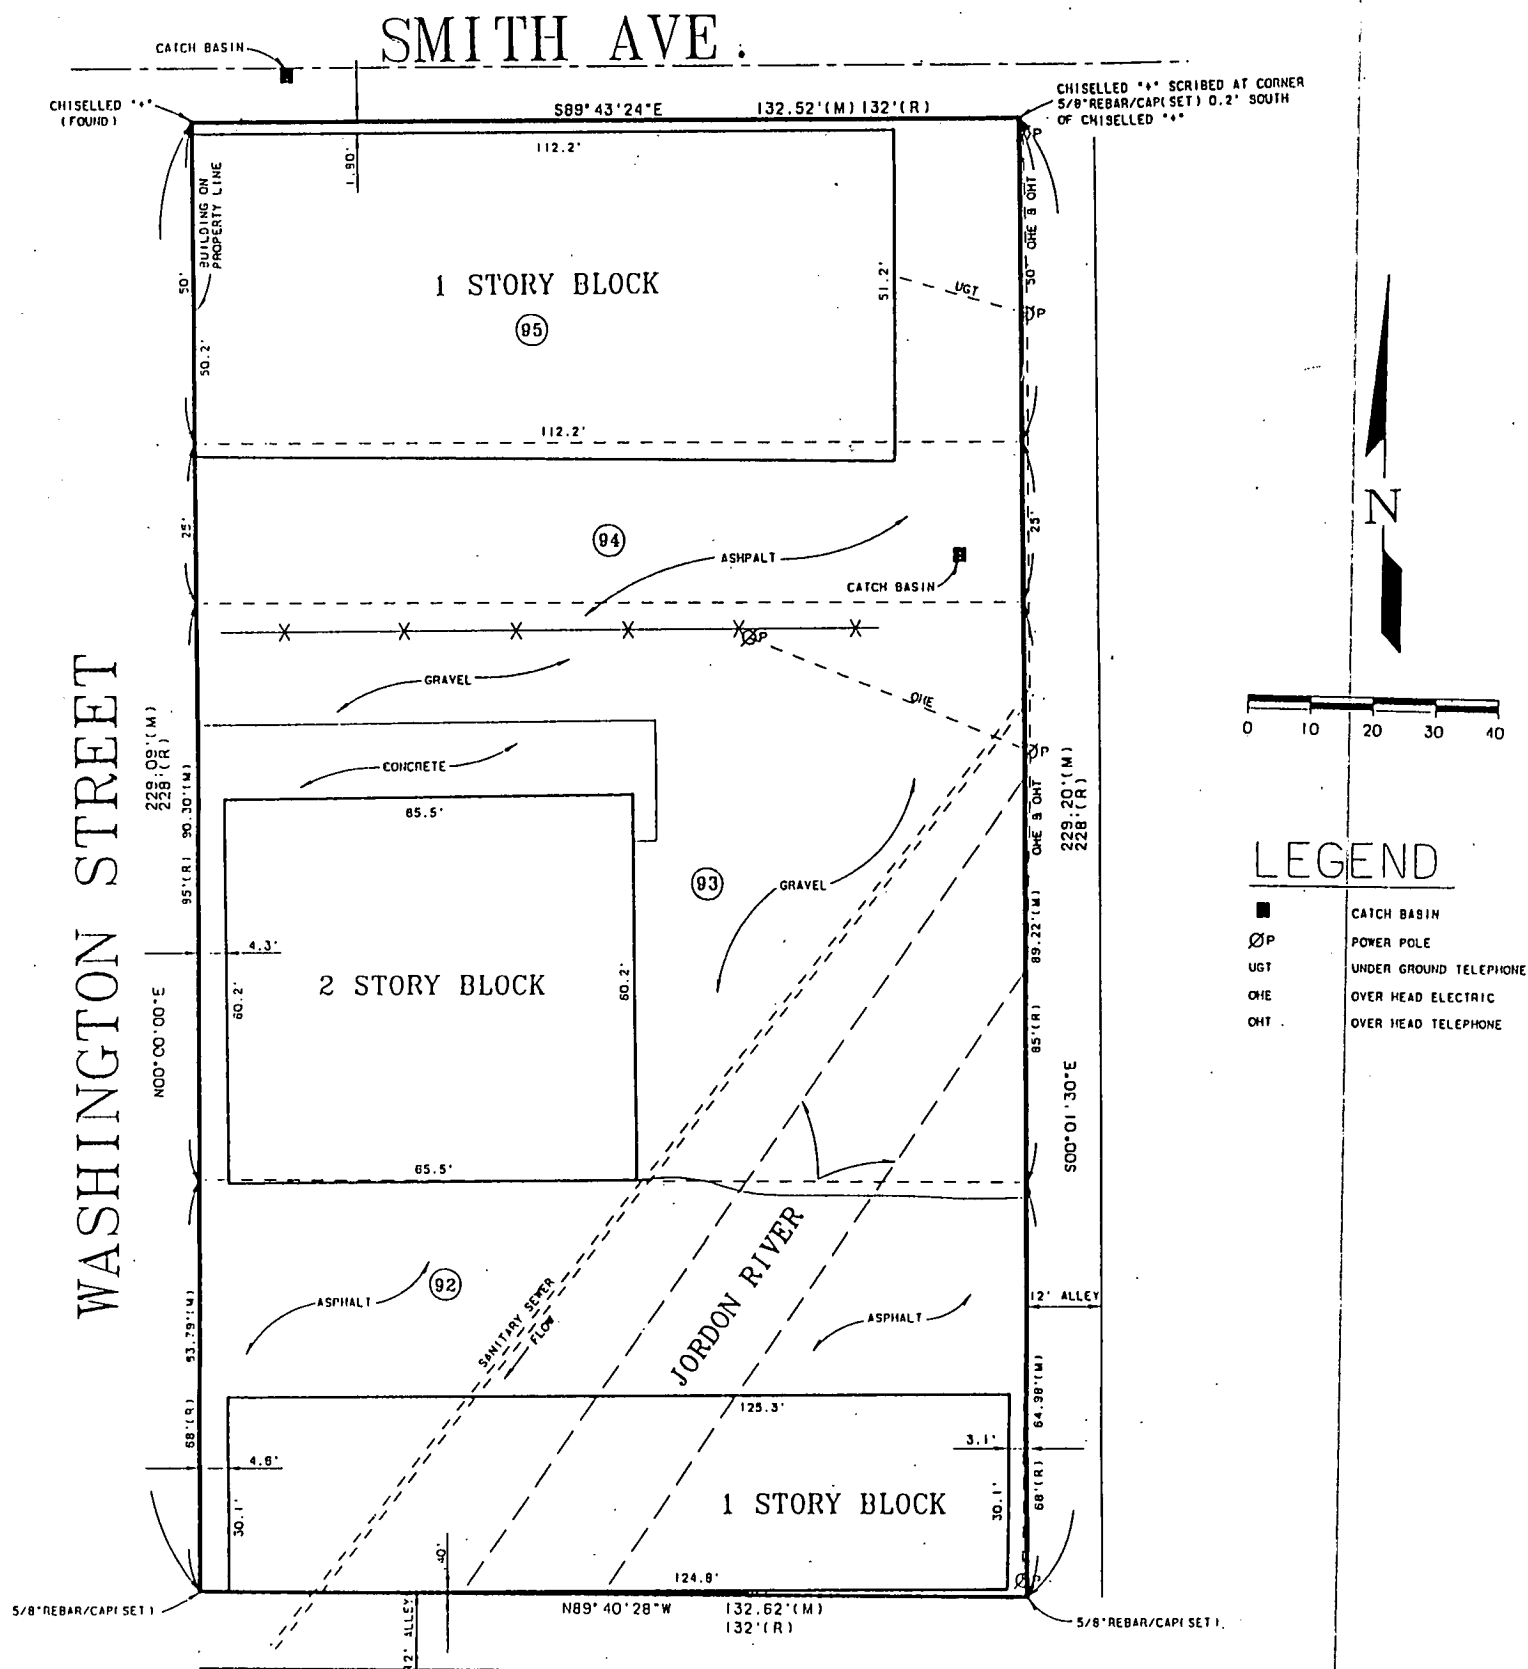 SMITH AVE.
CATCH BASIN
CHISELLED "+"
(FOUND)
CHISELLED "+" SCRIBED AT CORNER
5/8"REBAR/CAP(SET) 0.2' SOUTH
OF CHISELLED "+"
S89°43'24"E 132.52'(M) 132'(R)
P
112.2'
1.90'
BUILDING ON
PROPERTY LINE
50'
50.2'
1 STORY BLOCK
95
51.2'
UGT
50' OHE & OHT
P
112.2'
25'
94
ASHPALT
CATCH BASIN
25'
N
P
GRAVEL
OHE
P
0 10 20 30 40
WASHINGTON STREET
229.09'(M)
228'(R)
95'(R) 90.30'(M)
CONCRETE
65.5'
OHE & OHT
229.20'(M)
228'(R)
93
GRAVEL
89.22'(M)
85'(R)
LEGEND
CATCH BASIN
P POWER POLE
UGT UNDER GROUND TELEPHONE
OHE OVER HEAD ELECTRIC
OHT OVER HEAD TELEPHONE
4.3'
2 STORY BLOCK
60.2'
60.2'
N00°00'00"E
S00°01'30"E
65.5'
92
ASPHALT
SANITARY SEWER
FLOW
JORDON RIVER
ASPHALT
12' ALLEY
68'(R) 53.79'(M)
68'(R) 64.98'(M)
125.3'
3.1'
4.6'
30.1'
1 STORY BLOCK
30.1'
.40'
124.8'
P
5/8"REBAR/CAP(SET)
12' ALLEY
N89°40'28"W 132.62'(M)
132'(R)
5/8"REBAR/CAP(SET)